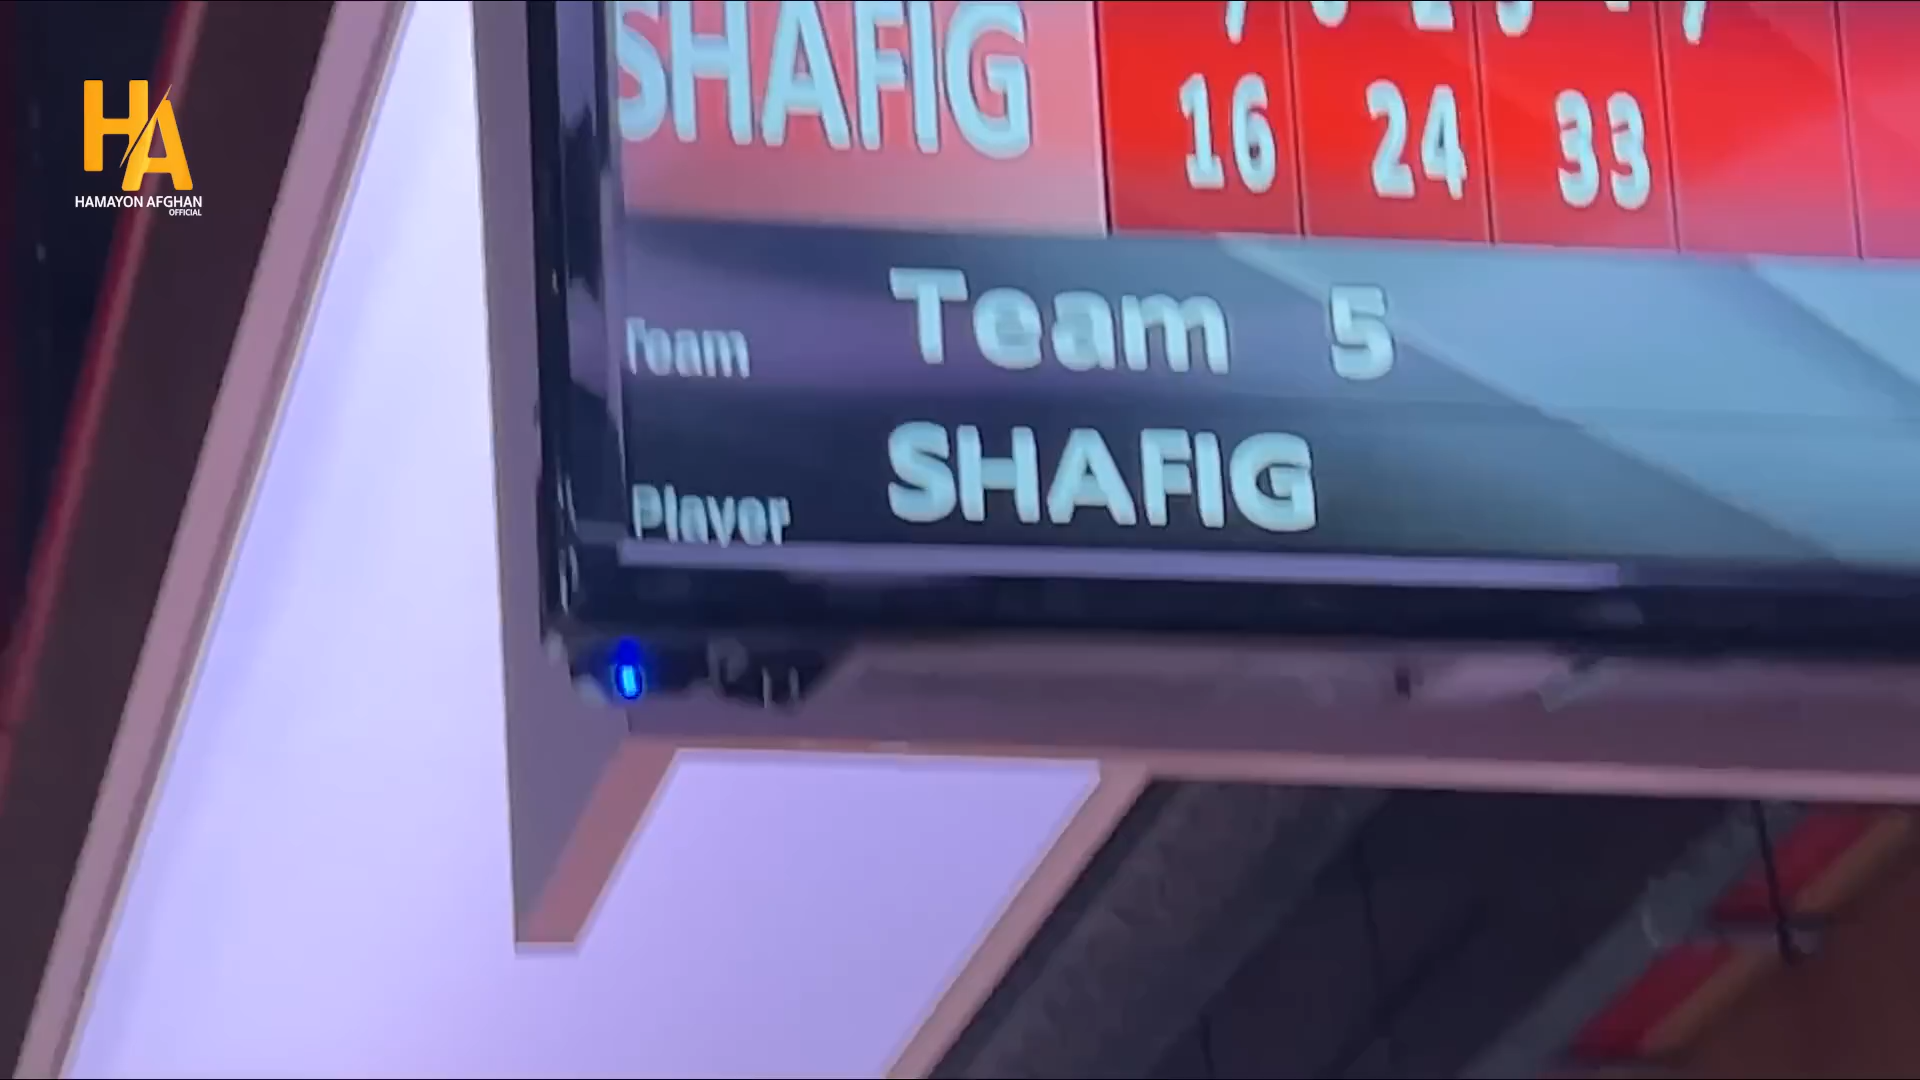 HA
HAMAYON AFGHAN
OFFICIAL
SHAFIG
16 24 33
Team Team 5
Player SHAFIG